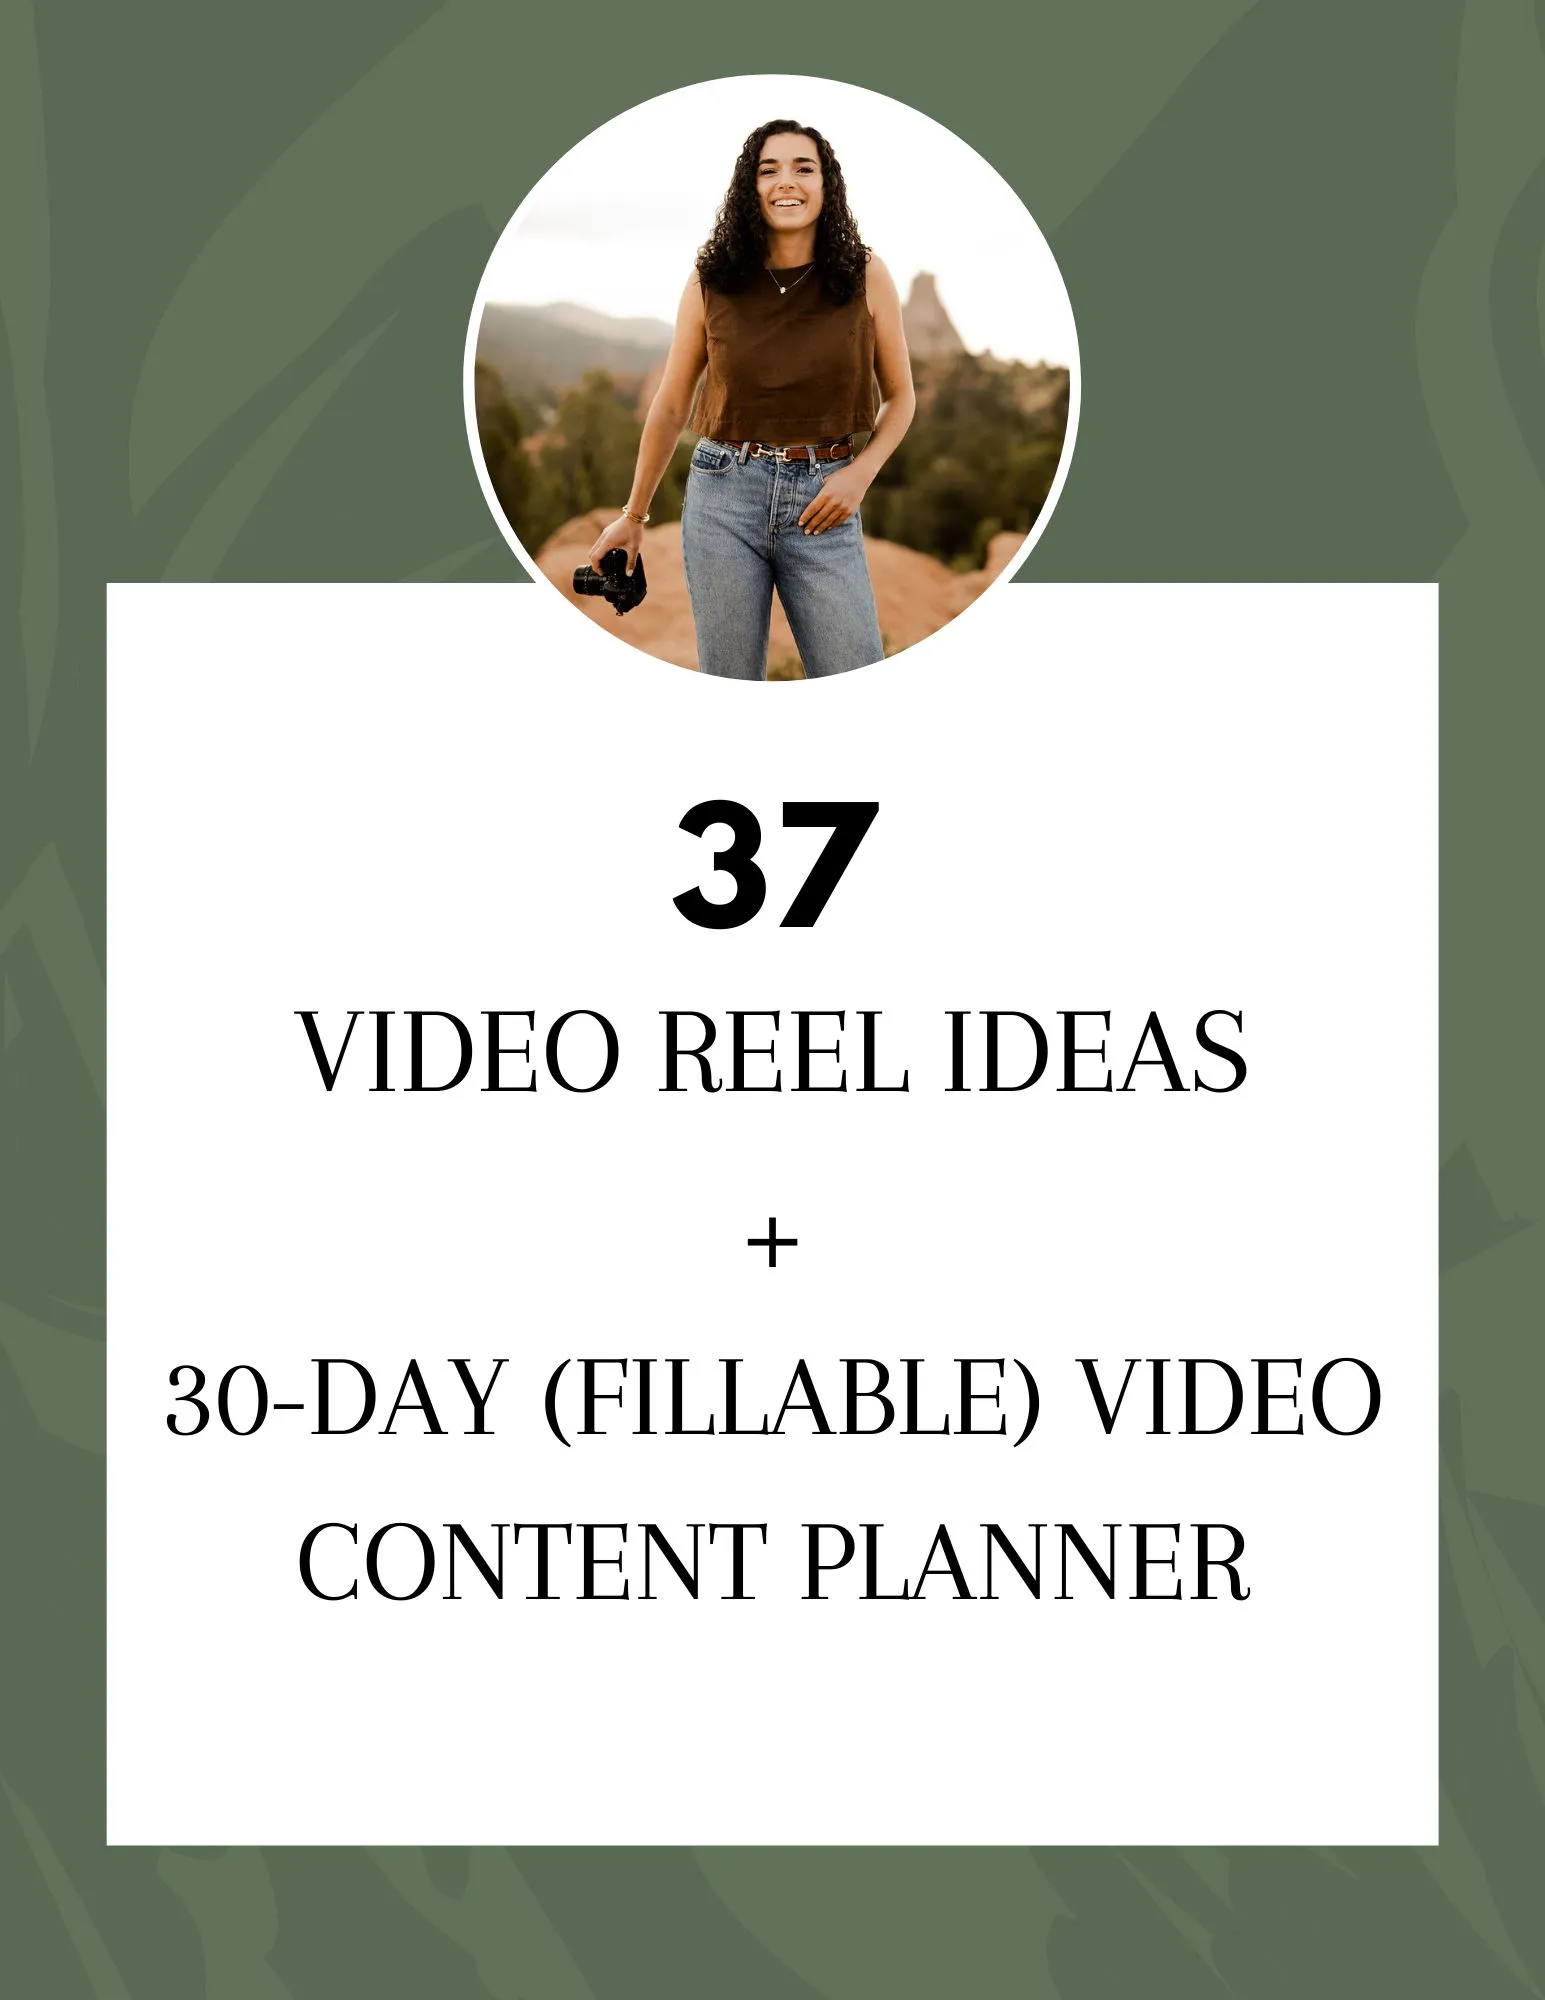 37
VIDEO REEL IDEAS
+
30-DAY (FILLABLE) VIDEO
CONTENT PLANNER